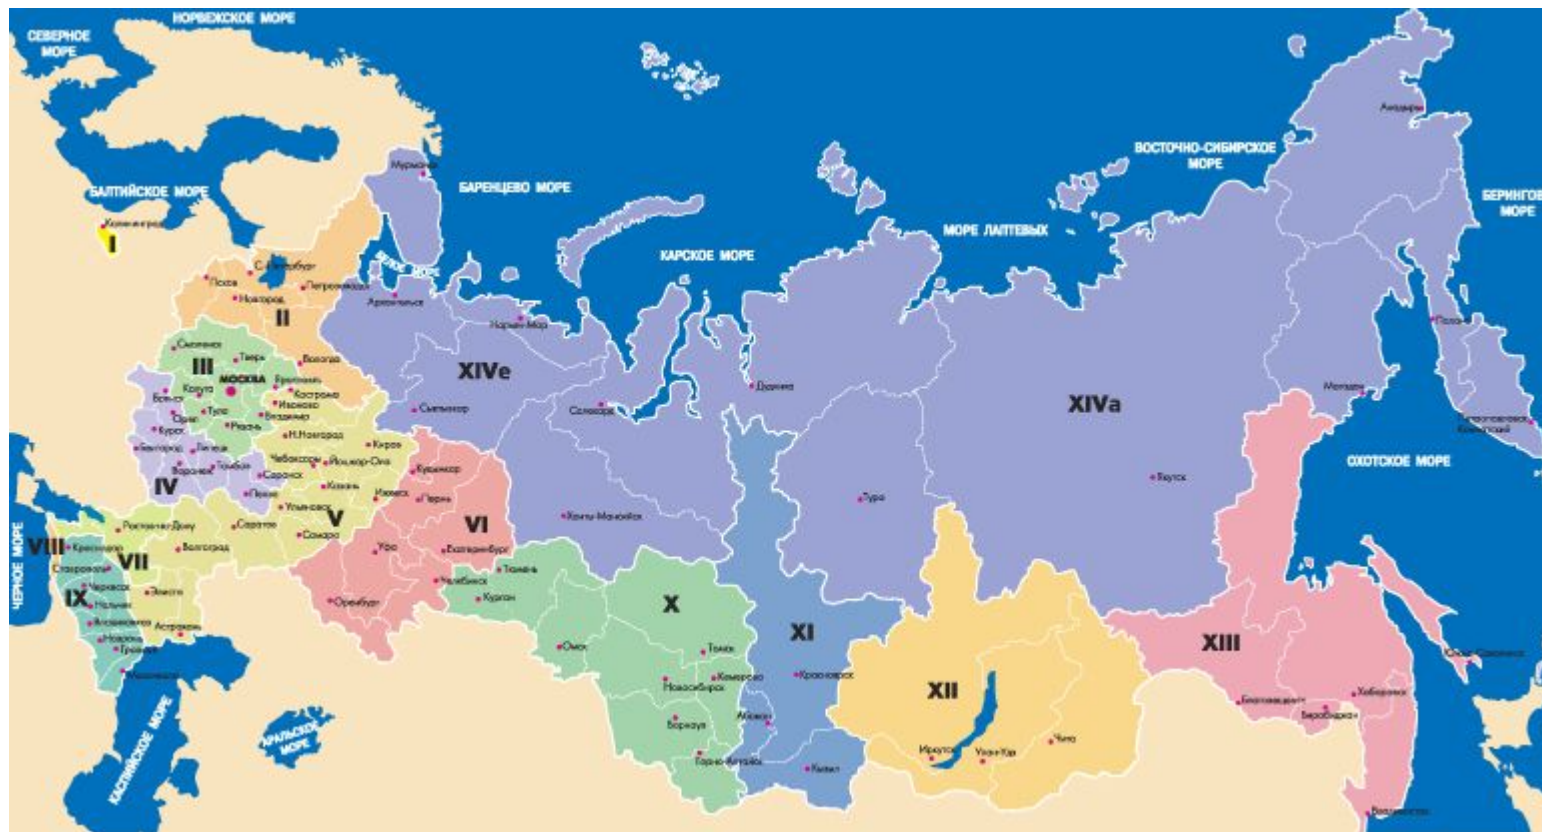 НОРВЕЖСКОЕ МОРЕ
СЕВЕРНОЕ
МОРЕ
Анадырь
ВОСТОЧНО-СИБИРСКОЕ
МОРЕ
Мурманск
БАРЕНЦЕВО МОРЕ
БАЛТИЙСКОЕ МОРЕ
БЕРИНГОВО
МОРЕ
Калининград
I
МОРЕ ЛАПТЕВЫХ
КАРСКОЕ МОРЕ
БЕЛОЕ МОРЕ
С.-Петербург
Псков
Петрозаводск
Новгород
Архангельск
II
Нарьян-Мар
Палана
Смоленск
Тверь
Вологда
III
XIVe
МОСКВА
Калуга
Ярославль
Кострома
Дудинка
Магадан
Брянск
Иваново
Салехард
XIVa
Орел
Тула
Владимир
Сыктывкар
Петропавловск
Камчатский
Курск
Рязань
Н.Новгород
Киров
Белгород
Липецк
Чебоксары
Йошкар-Ола
ОХОТСКОЕ МОРЕ
Воронеж
Тамбов
Саранск
Кудымкар
Якутск
IV
Пенза
Казань
Ижевск
Пермь
Тура
Ульяновск
V
VI
Ханты-Мансийск
Ростов-на-Дону
Саратов
Самара
VIII
Краснодар
VII
Волгоград
Уфа
Екатеринбург
ЧЕРНОЕ МОРЕ
Ставрополь
Тюмень
Черкесск
Элиста
Челябинск
IX
Нальчик
Оренбург
Курган
X
Владикавказ
Астрахань
XI
XIII
Назрань
Грозный
Омск
Томск
Южно-Сахалинск
Махачкала
Новосибирск
Кемерово
Красноярск
XII
Благовещенск
Хабаровск
Биробиджан
КАСПИЙСКОЕ МОРЕ
АРАЛЬСКОЕ
МОРЕ
Барнаул
Абакан
Горно-Алтайск
Кызыл
Иркутск
Улан-Удэ
Чита
Владивосток